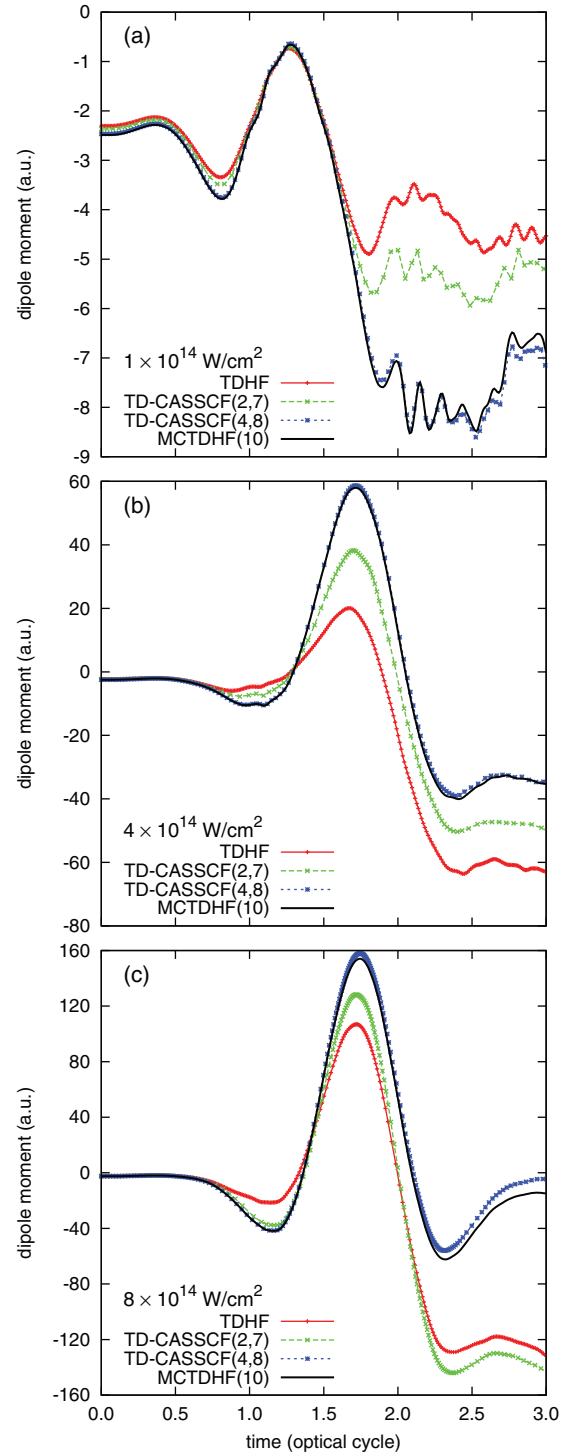 (a)
0
-1
-2
-3
-4
-5
-6
-7
-8
-9
dipole moment (a.u.)
1 × 10¹⁴ W/cm²
TDHF
TD-CASSCF(2,7)
TD-CASSCF(4,8)
MCTDHF(10)
(b)
60
40
20
0
-20
-40
-60
-80
dipole moment (a.u.)
4 × 10¹⁴ W/cm²
TDHF
TD-CASSCF(2,7)
TD-CASSCF(4,8)
MCTDHF(10)
(c)
160
120
80
40
0
-40
-80
-120
-160
dipole moment (a.u.)
8 × 10¹⁴ W/cm²
TDHF
TD-CASSCF(2,7)
TD-CASSCF(4,8)
MCTDHF(10)
0.0 0.5 1.0 1.5 2.0 2.5 3.0
time (optical cycle)